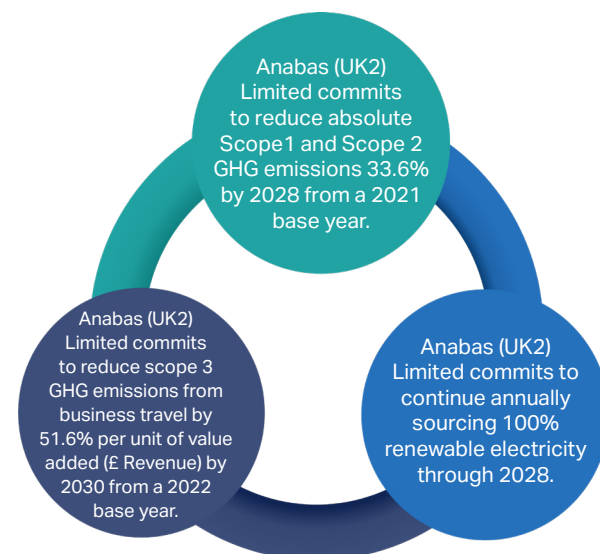 Anabas (UK2)
Limited commits
to reduce absolute
Scope1 and Scope 2
GHG emissions 33.6%
by 2028 from a 2021
base year.
Anabas (UK2)
Limited commits
to reduce scope 3
GHG emissions from
business travel by
51.6% per unit of value
added (£ Revenue) by
2030 from a 2022
base year.
Anabas (UK2)
Limited commits to
continue annually
sourcing 100%
renewable electricity
through 2028.